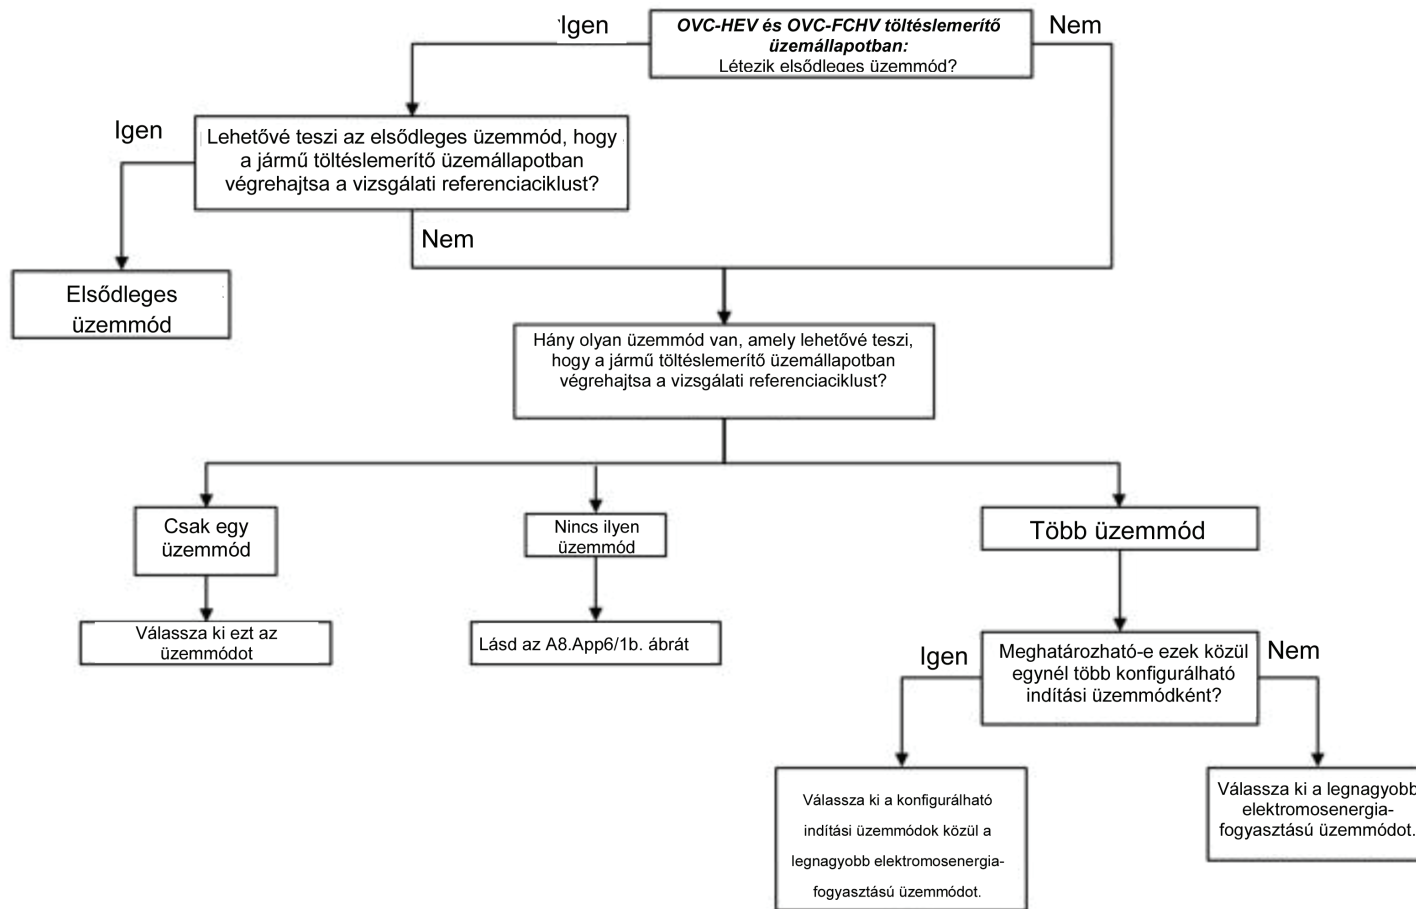 Igen
OVC-HEV és OVC-FCHV töltéslemerítő
üzemállapotban:
Létezik elsődleges üzemmód?
Nem
Igen
Lehetővé teszi az elsődleges üzemmód, hogy
a jármű töltéslemerítő üzemállapotban
végrehajtsa a vizsgálati referenciaciklust?
Nem
Elsődleges
üzemmód
Hány olyan üzemmód van, amely lehetővé teszi,
hogy a jármű töltéslemerítő üzemállapotban
végrehajtsa a vizsgálati referenciaciklust?
Csak egy
üzemmód
Nincs ilyen
üzemmód
Több üzemmód
Válassza ki ezt az
üzemmódot
Lásd az A8.App6/1b. ábrát
Igen
Meghatározható-e ezek közül
egynél több konfigurálható
indítási üzemmódként?
Nem
Válassza ki a konfigurálható
indítási üzemmódok közül a
legnagyobb elektromosenergia-
fogyasztású üzemmódot.
Válassza ki a legnagyobb
elektromosenergia-
fogyasztású üzemmódot.